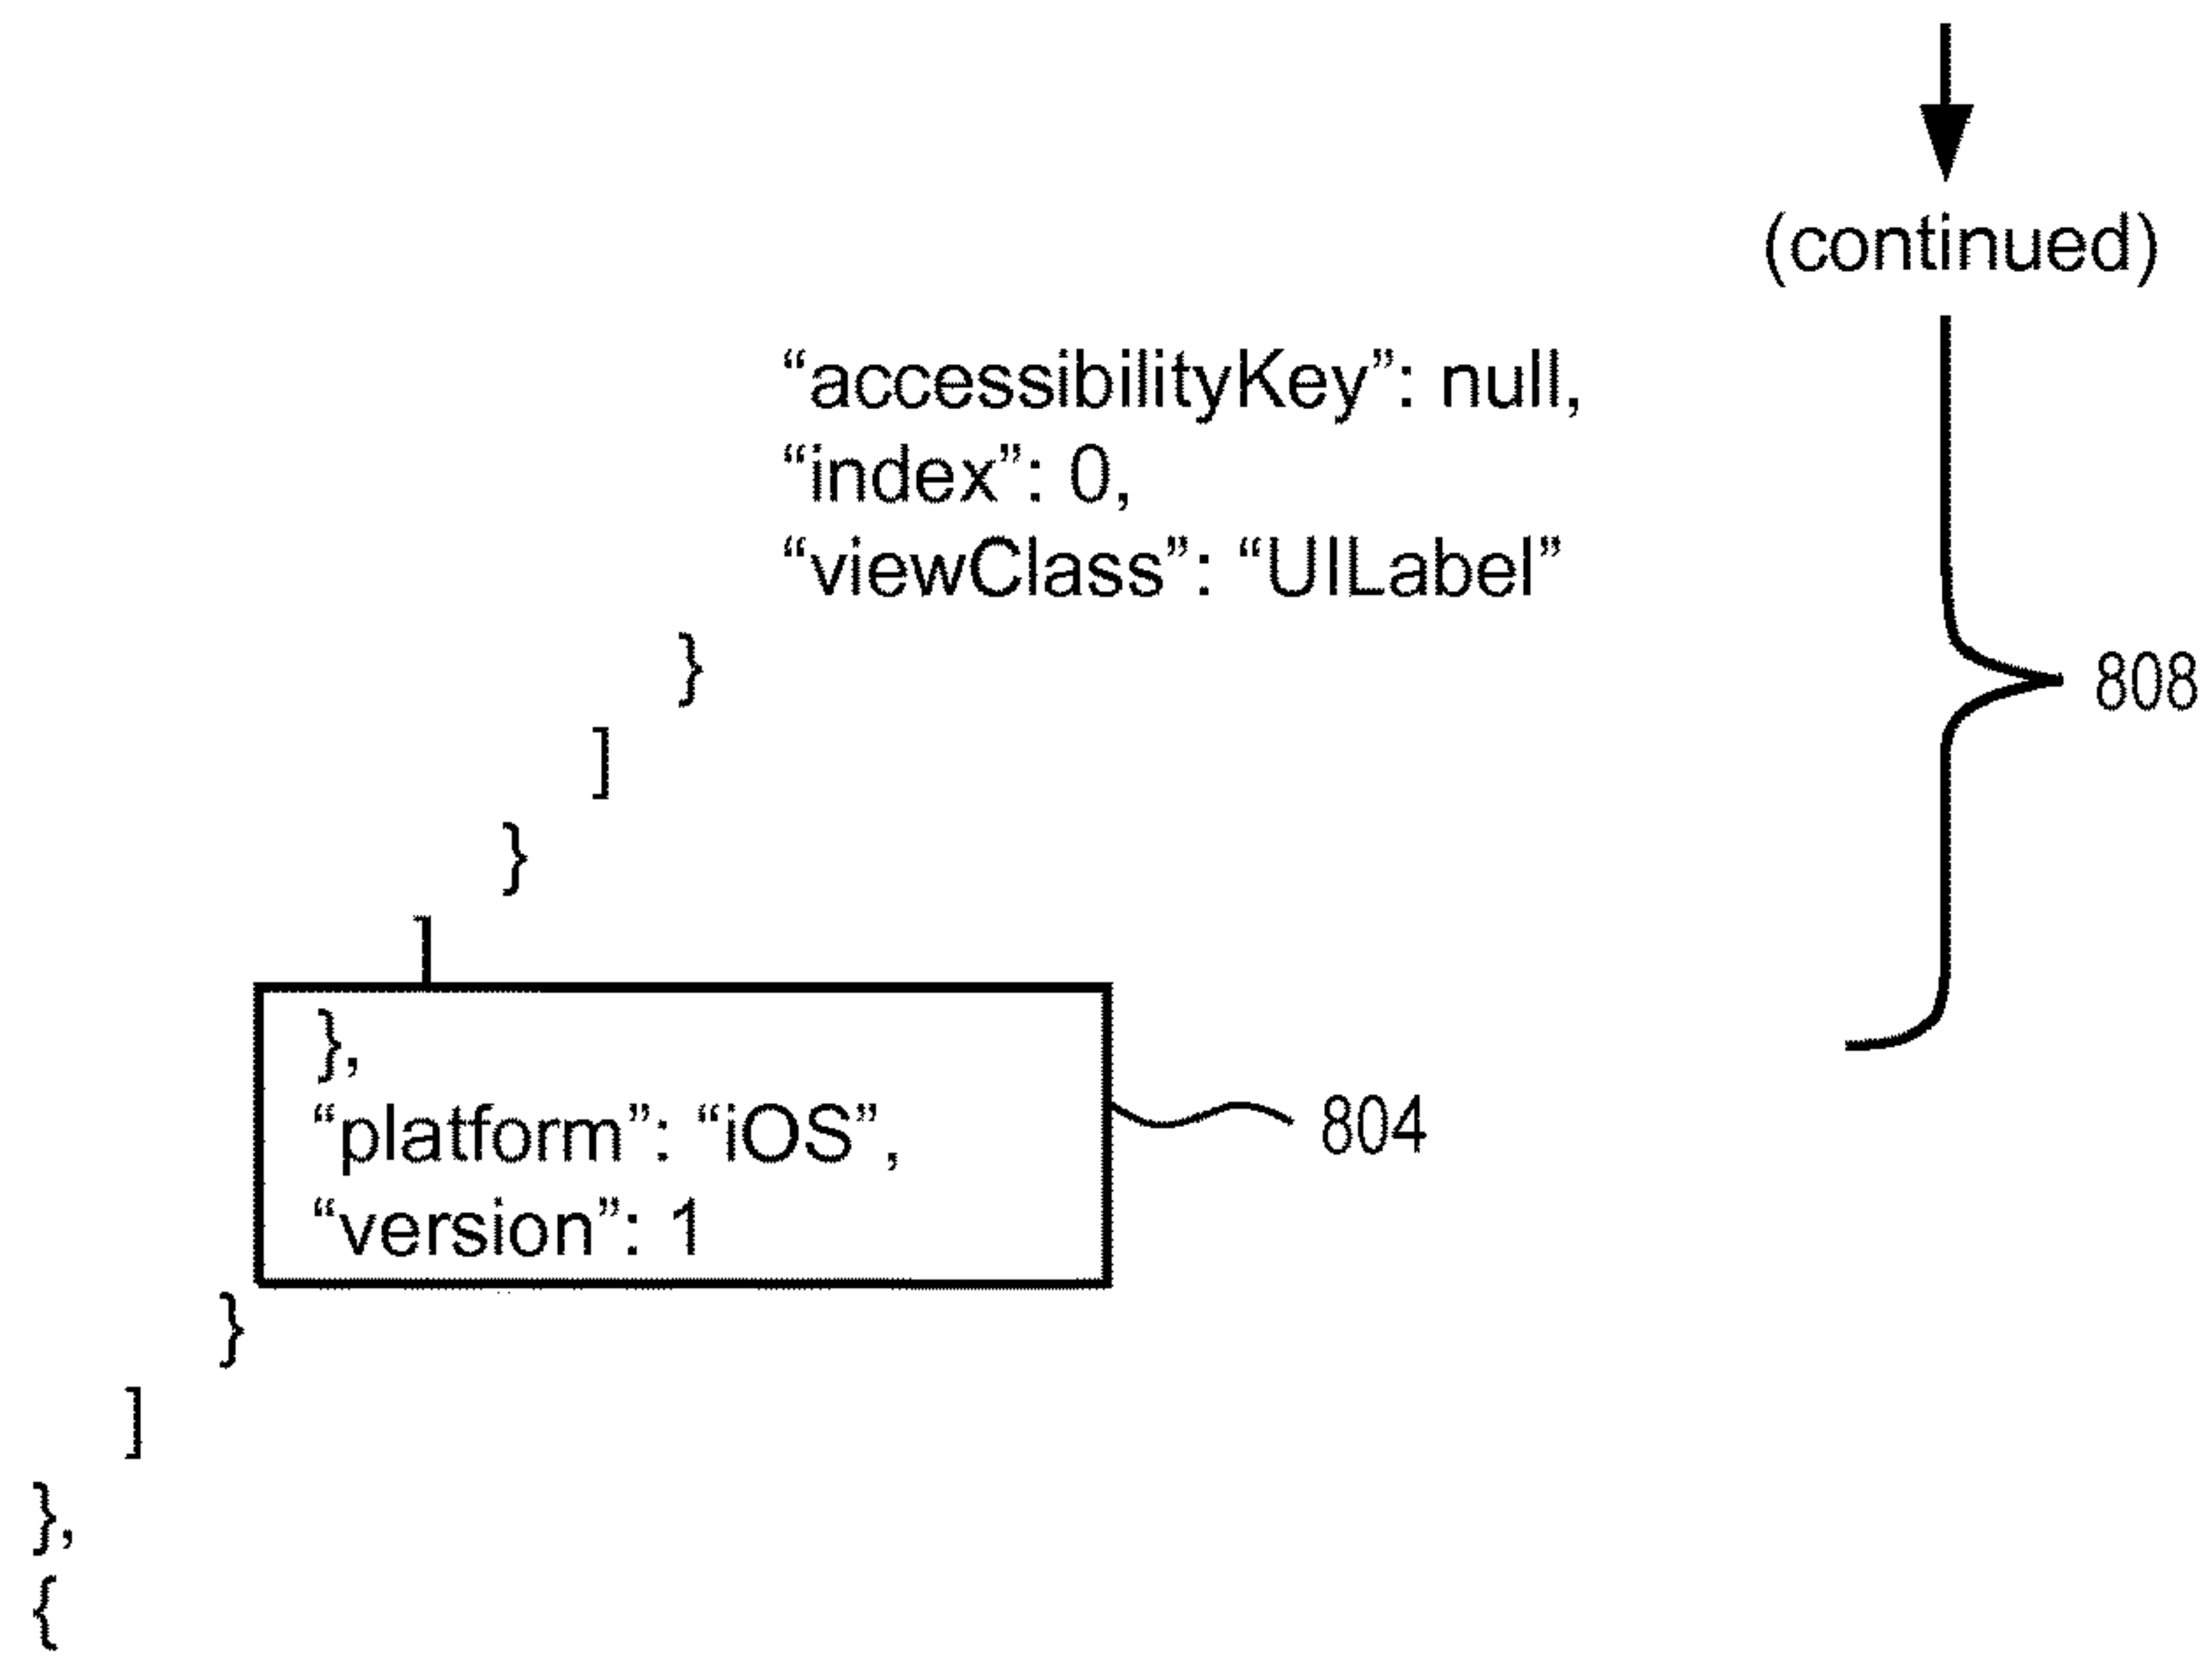 (continued)
“accessibilityKey”: null,
“index”: 0,
“viewClass”: “UILabel”
}
808
]
}
]
},
“platform”: “iOS”,
804
“version”: 1
}
]
},
{